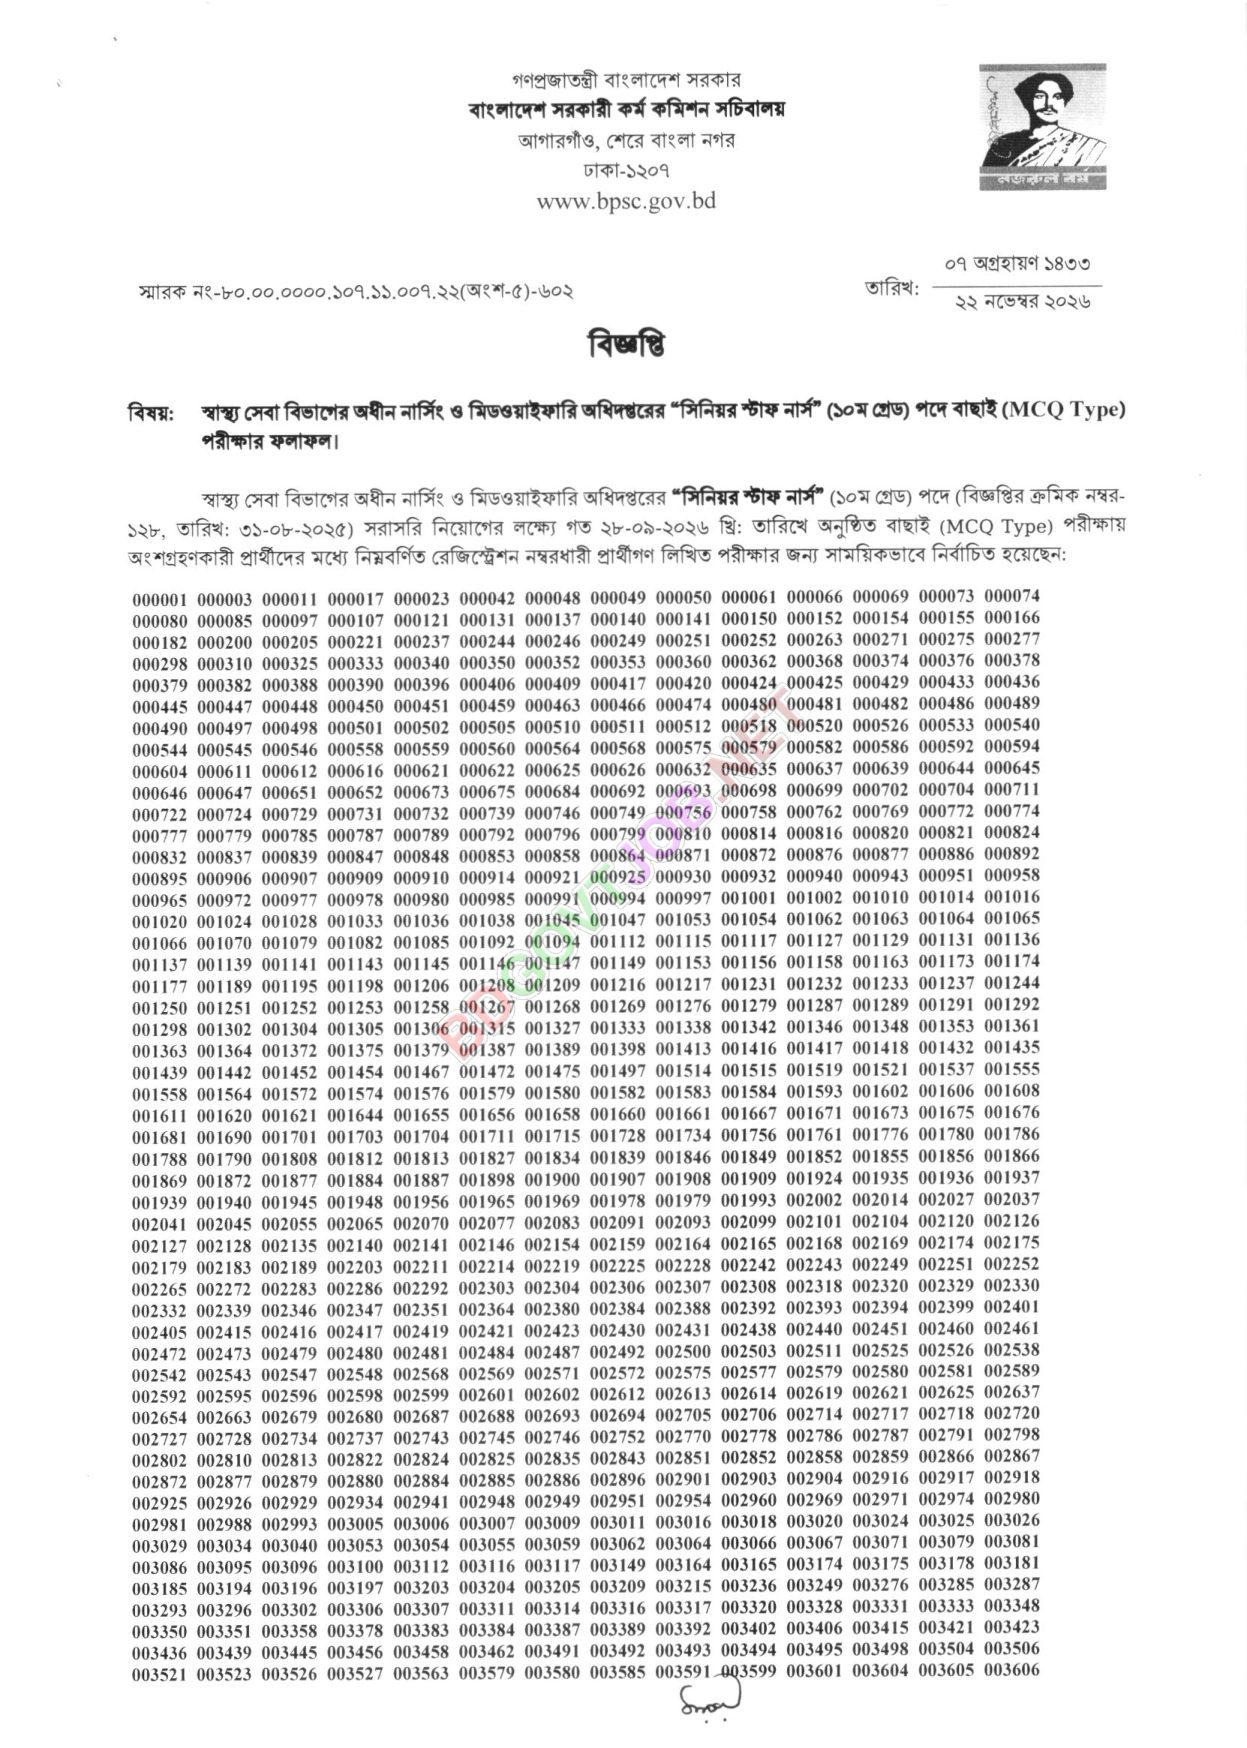 গণপ্রজাতন্ত্রী বাংলাদেশ সরকার
বাংলাদেশ সরকারী কর্ম কমিশন সচিবালয়
আগারগাঁও, শেরে বাংলা নগর
ঢাকা-১২০৭
www.bpsc.gov.bd
নজরুল বর্ষ
০৭ অগ্রহায়ণ ১৪৩৩
স্মারক নং-৮০.০০.০০০০.১০৭.১১.০০৭.২২(অংশ-৫)-৬০২
তারিখ:
২২ নভেম্বর ২০২৬
বিজ্ঞপ্তি
বিষয়: স্বাস্থ্য সেবা বিভাগের অধীন নার্সিং ও মিডওয়াইফারি অধিদপ্তরের “সিনিয়র স্টাফ নার্স” (১০ম গ্রেড) পদে বাছাই (MCQ Type)
পরীক্ষার ফলাফল।
স্বাস্থ্য সেবা বিভাগের অধীন নার্সিং ও মিডওয়াইফারি অধিদপ্তরের “সিনিয়র স্টাফ নার্স” (১০ম গ্রেড) পদে (বিজ্ঞপ্তির ক্রমিক নম্বর-
১২৮, তারিখ: ৩১-০৮-২০২৫) সরাসরি নিয়োগের লক্ষ্যে গত ২৮-০৯-২০২৬ খ্রি: তারিখে অনুষ্ঠিত বাছাই (MCQ Type) পরীক্ষায়
অংশগ্রহণকারী প্রার্থীদের মধ্যে নিম্নবর্ণিত রেজিস্ট্রেশন নম্বরধারী প্রার্থীগণ লিখিত পরীক্ষার জন্য সাময়িকভাবে নির্বাচিত হয়েছেন:
000001 000003 000011 000017 000023 000042 000048 000049 000050 000061 000066 000069 000073 000074
000080 000085 000097 000107 000121 000131 000137 000140 000141 000150 000152 000154 000155 000166
000182 000200 000205 000221 000237 000244 000246 000249 000251 000252 000263 000271 000275 000277
000298 000310 000325 000333 000340 000350 000352 000353 000360 000362 000368 000374 000376 000378
000379 000382 000388 000390 000396 000406 000409 000417 000420 000424 000425 000429 000433 000436
000445 000447 000448 000450 000451 000459 000463 000466 000474 000480 000481 000482 000486 000489
000490 000497 000498 000501 000502 000505 000510 000511 000512 000518 000520 000526 000533 000540
000544 000545 000546 000558 000559 000560 000564 000568 000575 000579 000582 000586 000592 000594
000604 000611 000612 000616 000621 000622 000625 000626 000632 000635 000637 000639 000644 000645
000646 000647 000651 000652 000673 000675 000684 000692 000693 000698 000699 000702 000704 000711
000722 000724 000729 000731 000732 000739 000746 000749 000756 000758 000762 000769 000772 000774
000777 000779 000785 000787 000789 000792 000796 000799 000810 000814 000816 000820 000821 000824
000832 000837 000839 000847 000848 000853 000858 000864 000871 000872 000876 000877 000886 000892
000895 000906 000907 000909 000910 000914 000921 000925 000930 000932 000940 000943 000951 000958
000965 000972 000977 000978 000980 000985 000991 000994 000997 001001 001002 001010 001014 001016
001020 001024 001028 001033 001036 001038 001045 001047 001053 001054 001062 001063 001064 001065
001066 001070 001079 001082 001085 001092 001094 001112 001115 001117 001127 001129 001131 001136
001137 001139 001141 001143 001145 001146 001147 001149 001153 001156 001158 001163 001173 001174
001177 001189 001195 001198 001206 001208 001209 001216 001217 001231 001232 001233 001237 001244
001250 001251 001252 001253 001258 001267 001268 001269 001276 001279 001287 001289 001291 001292
001298 001302 001304 001305 001306 001315 001327 001333 001338 001342 001346 001348 001353 001361
001363 001364 001372 001375 001379 001387 001389 001398 001413 001416 001417 001418 001432 001435
001439 001442 001452 001454 001467 001472 001475 001497 001514 001515 001519 001521 001537 001555
001558 001564 001572 001574 001576 001579 001580 001582 001583 001584 001593 001602 001606 001608
001611 001620 001621 001644 001655 001656 001658 001660 001661 001667 001671 001673 001675 001676
001681 001690 001701 001703 001704 001711 001715 001728 001734 001756 001761 001776 001780 001786
001788 001790 001808 001812 001813 001827 001834 001839 001846 001849 001852 001855 001856 001866
001869 001872 001877 001884 001887 001898 001900 001907 001908 001909 001924 001935 001936 001937
001939 001940 001945 001948 001956 001965 001969 001978 001979 001993 002002 002014 002027 002037
002041 002045 002055 002065 002070 002077 002083 002091 002093 002099 002101 002104 002120 002126
002127 002128 002135 002140 002141 002146 002154 002159 002164 002165 002168 002169 002174 002175
002179 002183 002189 002203 002211 002214 002219 002225 002228 002242 002243 002249 002251 002252
002265 002272 002283 002286 002292 002303 002304 002306 002307 002308 002318 002320 002329 002330
002332 002339 002346 002347 002351 002364 002380 002384 002388 002392 002393 002394 002399 002401
002405 002415 002416 002417 002419 002421 002423 002430 002431 002438 002440 002451 002460 002461
002472 002473 002479 002480 002481 002484 002487 002492 002500 002503 002511 002525 002526 002538
002542 002543 002547 002548 002568 002569 002571 002572 002575 002577 002579 002580 002581 002589
002592 002595 002596 002598 002599 002601 002602 002612 002613 002614 002619 002621 002625 002637
002654 002663 002679 002680 002687 002688 002693 002694 002705 002706 002714 002717 002718 002720
002727 002728 002734 002737 002743 002745 002746 002752 002770 002778 002786 002787 002791 002798
002802 002810 002813 002822 002824 002825 002835 002843 002851 002852 002858 002859 002866 002867
002872 002877 002879 002880 002884 002885 002886 002896 002901 002903 002904 002916 002917 002918
002925 002926 002929 002934 002941 002948 002949 002951 002954 002960 002969 002971 002974 002980
002981 002988 002993 003005 003006 003007 003009 003011 003016 003018 003020 003024 003025 003026
003029 003034 003040 003053 003054 003055 003059 003062 003064 003066 003067 003071 003079 003081
003086 003095 003096 003100 003112 003116 003117 003149 003164 003165 003174 003175 003178 003181
003185 003194 003196 003197 003203 003204 003205 003209 003215 003236 003249 003276 003285 003287
003293 003296 003302 003306 003307 003311 003314 003316 003317 003320 003328 003331 003333 003348
003350 003351 003358 003378 003383 003384 003387 003389 003392 003402 003406 003415 003421 003423
003436 003439 003445 003456 003458 003462 003491 003492 003493 003494 003495 003498 003504 003506
003521 003523 003526 003527 003563 003579 003580 003585 003591 003599 003601 003604 003605 003606
BDGOVTJOB.NET